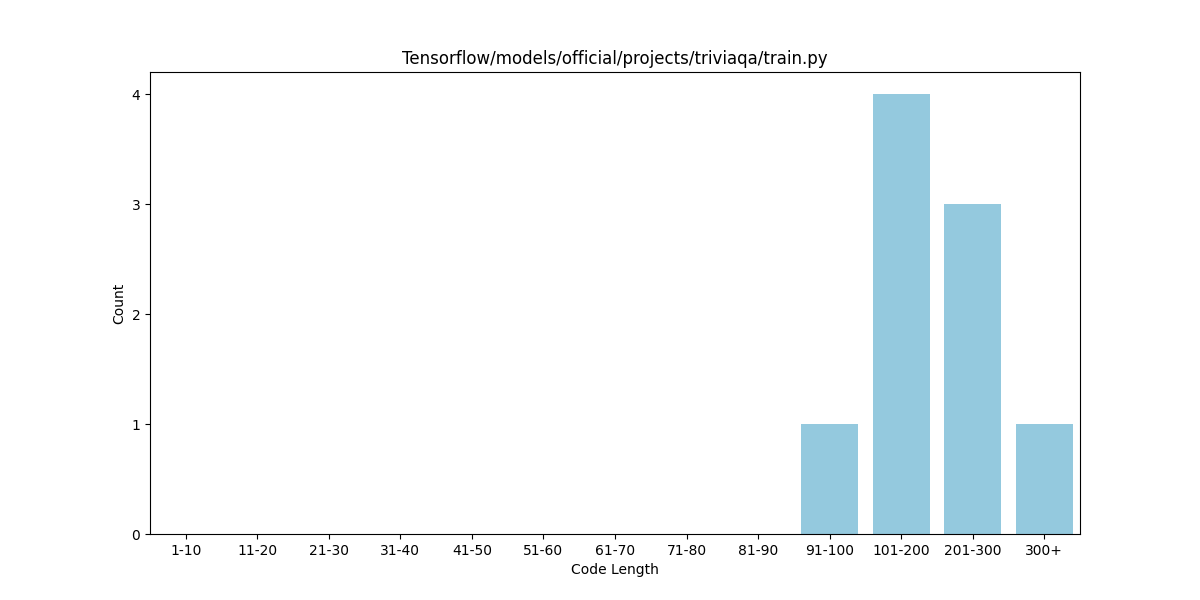 Tensorflow/models/official/projects/triviaqa/train.py
4
3
2
1
0
Count
1-10 11-20 21-30 31-40 41-50 51-60 61-70 71-80 81-90 91-100 101-200 201-300 300+
Code Length